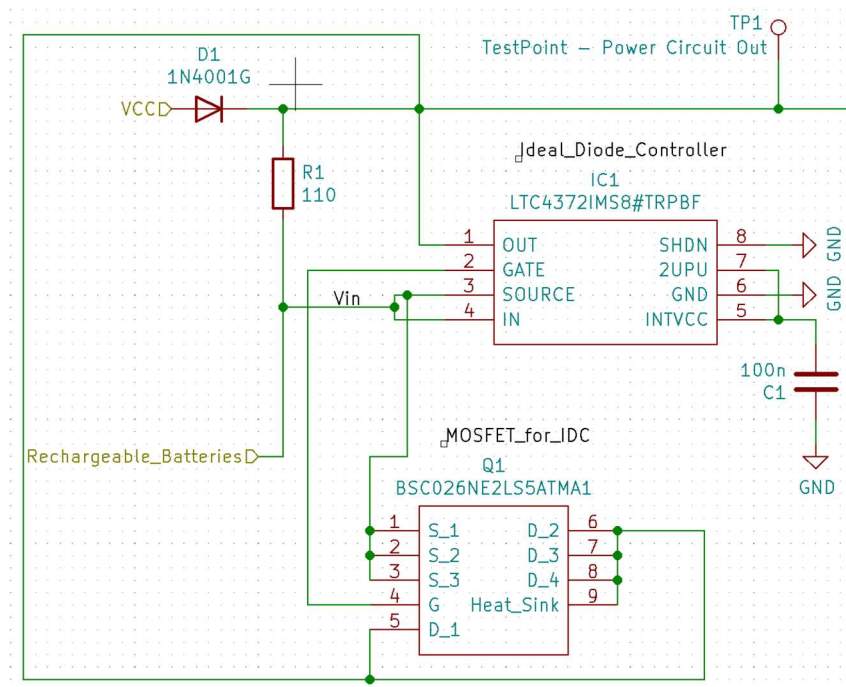 TP1
TestPoint – Power Circuit Out
D1
1N4001G
VCC
Ideal_Diode_Controller
IC1
LTC4372IMS8#TRPBF
R1
110
1 OUT SHDN 8 GND
2 GATE 2UPU 7
3 SOURCE GND 6 GND
4 IN INTVCC 5
Vin
100n
C1
GND
MOSFET_for_IDC
Rechargeable_Batteries
Q1
BSC026NE2LS5ATMA1
1 S_1 D_2 6
2 S_2 D_3 7
3 S_3 D_4 8
4 G Heat_Sink 9
5 D_1